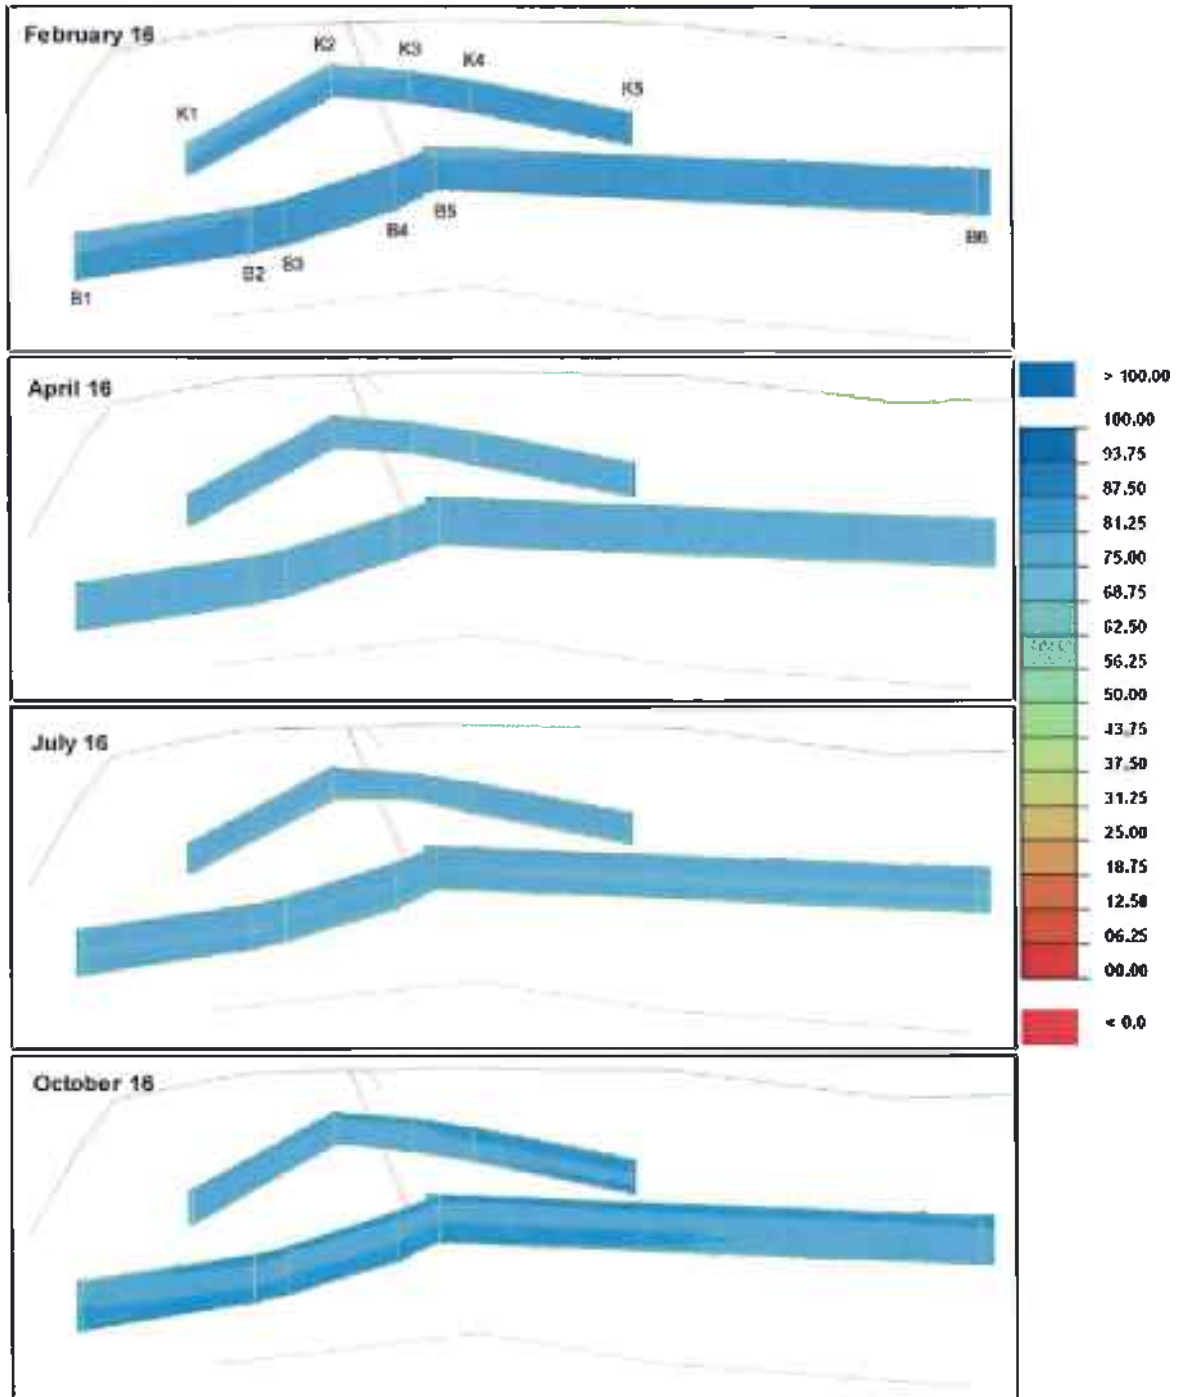 February 16
K2
K3
K4
K1
K5
B5
B4
B6
B3
B2
B1
April 16
> 100.00
100.00
93.75
87.50
81.25
75.00
68.75
62.50
56.25
50.00
43.75
37.50
31.25
25.00
18.75
12.50
06.25
00.00
< 0.0
July 16
October 16